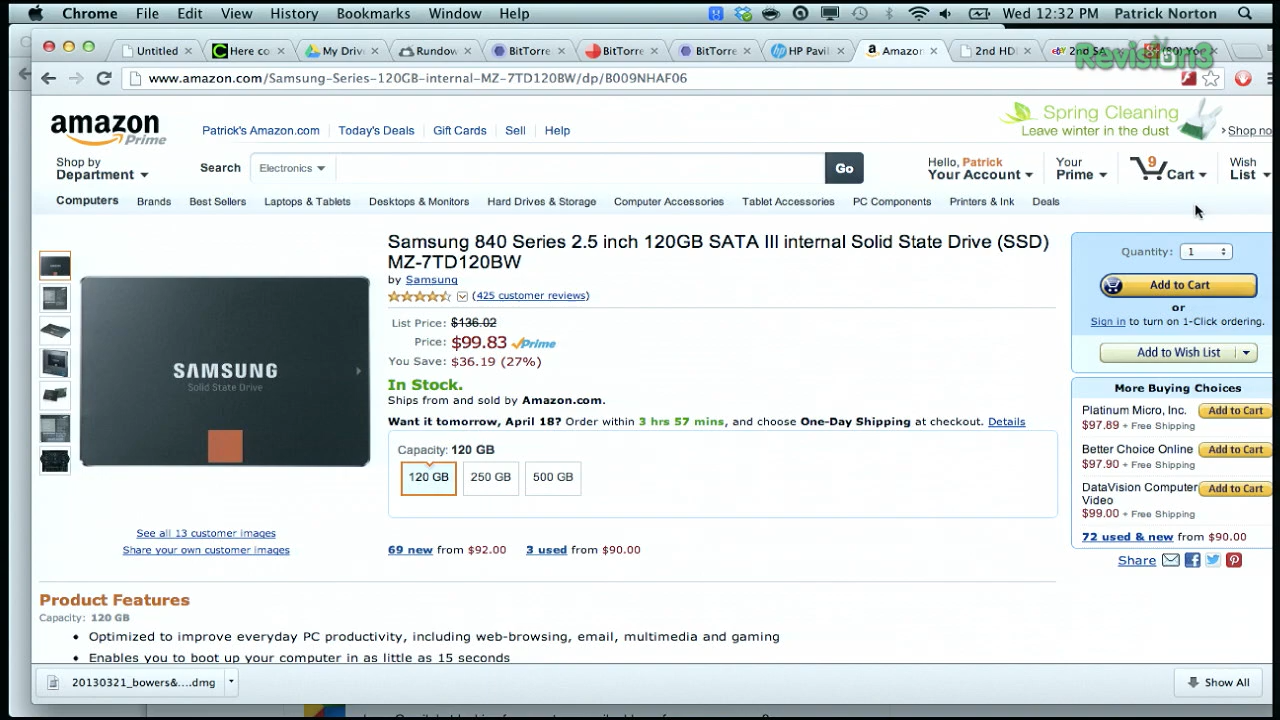 Chrome File Edit View History Bookmarks Window Help Wed 12:32 PM Patrick Norton
Untitled Here co My Driv Rundow BitTorre BitTorre BitTorre HP Pavil Amazon 2nd HD ebay 2nd SA (80) Yo
Revision3
www.amazon.com/Samsung-Series-120GB-internal-MZ-7TD120BW/dp/B009NHAF06
amazon Prime
Patrick's Amazon.com Today's Deals Gift Cards Sell Help
Spring Cleaning
Leave winter in the dust
Shop no
Shop by
Department
Search Electronics Go
Hello, Patrick
Your Account
Your
Prime
9
Cart
Wish
List
Computers Brands Best Sellers Laptops & Tablets Desktops & Monitors Hard Drives & Storage Computer Accessories Tablet Accessories PC Components Printers & Ink Deals
SAMSUNG
Solid State Drive
See all 13 customer images
Share your own customer images
Samsung 840 Series 2.5 inch 120GB SATA III internal Solid State Drive (SSD)
MZ-7TD120BW
by Samsung
(425 customer reviews)
List Price: $136.02
Price: $99.83 Prime
You Save: $36.19 (27%)
In Stock.
Ships from and sold by Amazon.com.
Want it tomorrow, April 18? Order within 3 hrs 57 mins, and choose One-Day Shipping at checkout. Details
Capacity: 120 GB
120 GB 250 GB 500 GB
69 new from $92.00 3 used from $90.00
Quantity: 1
Add to Cart
or
Sign in to turn on 1-Click ordering.
Add to Wish List
More Buying Choices
Platinum Micro, Inc. Add to Cart
$97.89 + Free Shipping
Better Choice Online Add to Cart
$97.90 + Free Shipping
DataVision Computer Add to Cart
Video
$99.00 + Free Shipping
72 used & new from $90.00
Share
Product Features
Capacity: 120 GB
• Optimized to improve everyday PC productivity, including web-browsing, email, multimedia and gaming
• Enables you to boot up your computer in as little as 15 seconds
20130321_bowers&....dmg Show All